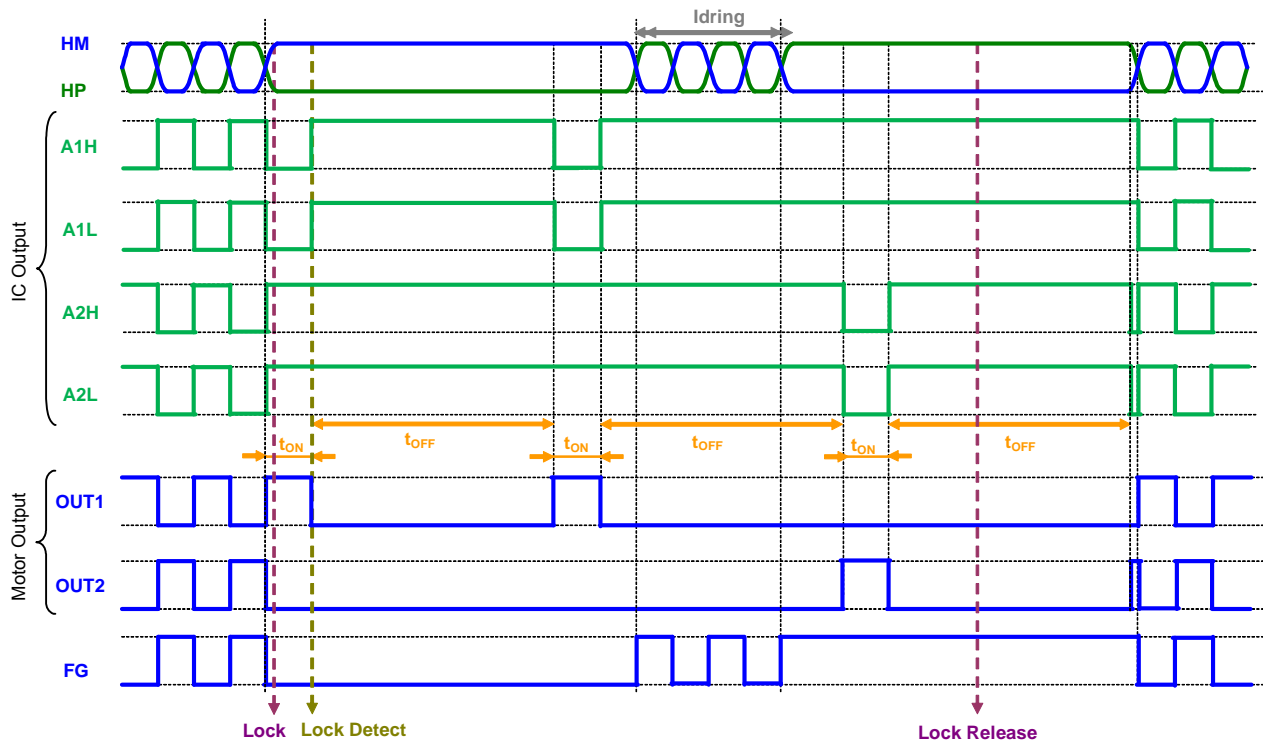 Idring
HM
HP
A1H
A1L
A2H
A2L
IC Output
tON
tOFF
tON
tOFF
tON
tOFF
OUT1
OUT2
Motor Output
FG
Lock
Lock Detect
Lock Release